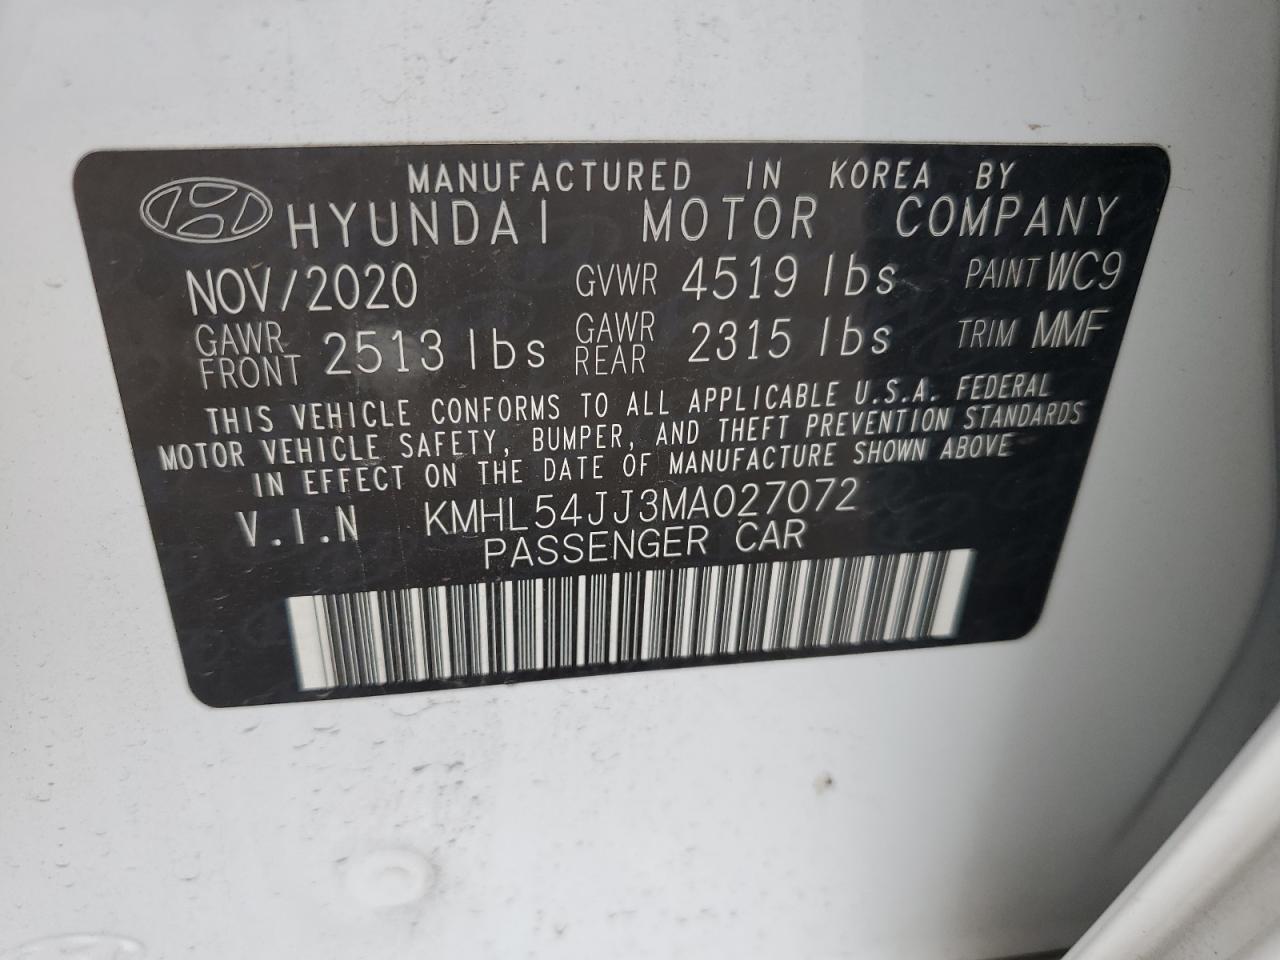 MANUFACTURED IN KOREA BY
HYUNDAI MOTOR COMPANY
NOV/2020 GVWR 4519 lbs PAINT WC9
GAWR FRONT 2513 lbs GAWR REAR 2315 lbs TRIM MMF
THIS VEHICLE CONFORMS TO ALL APPLICABLE U.S.A. FEDERAL
MOTOR VEHICLE SAFETY, BUMPER, AND THEFT PREVENTION STANDARDS
IN EFFECT ON THE DATE OF MANUFACTURE SHOWN ABOVE
V.I.N KMHL54JJ3MA027072
PASSENGER CAR